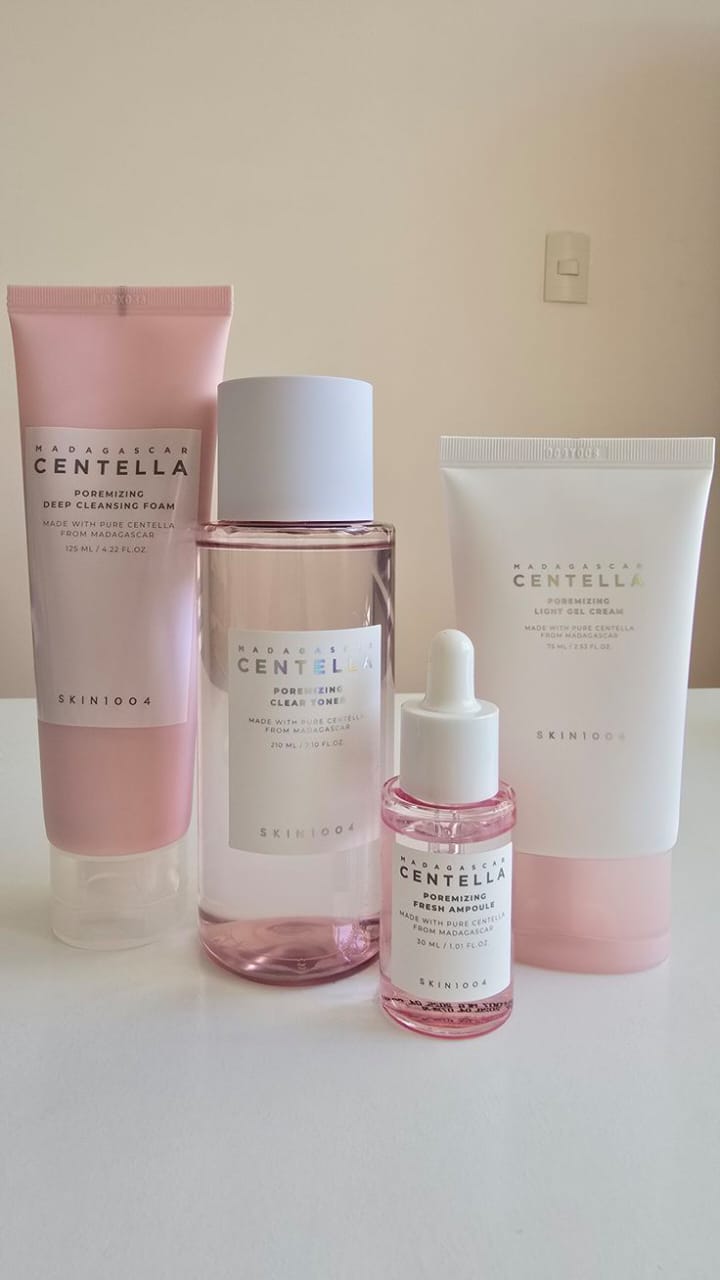 MADAGASCAR
CENTELLA
POREMIZING
DEEP CLEANSING FOAM
MADE WITH PURE CENTELLA
FROM MADAGASCAR
125 ML / 4.22 FL.OZ.
SKIN1004
MADAGASCAR
CENTELLA
POREMIZING
CLEAR TONER
MADE WITH PURE CENTELLA
FROM MADAGASCAR
210 ML / 7.10 FL.OZ.
SKIN1004
MADAGASCAR
CENTELLA
POREMIZING
FRESH AMPOULE
MADE WITH PURE CENTELLA
FROM MADAGASCAR
30 ML / 1.01 FL.OZ.
SKIN1004
MADAGASCAR
CENTELLA
POREMIZING
LIGHT GEL CREAM
MADE WITH PURE CENTELLA
FROM MADAGASCAR
75 ML / 2.53 FL.OZ.
SKIN1004